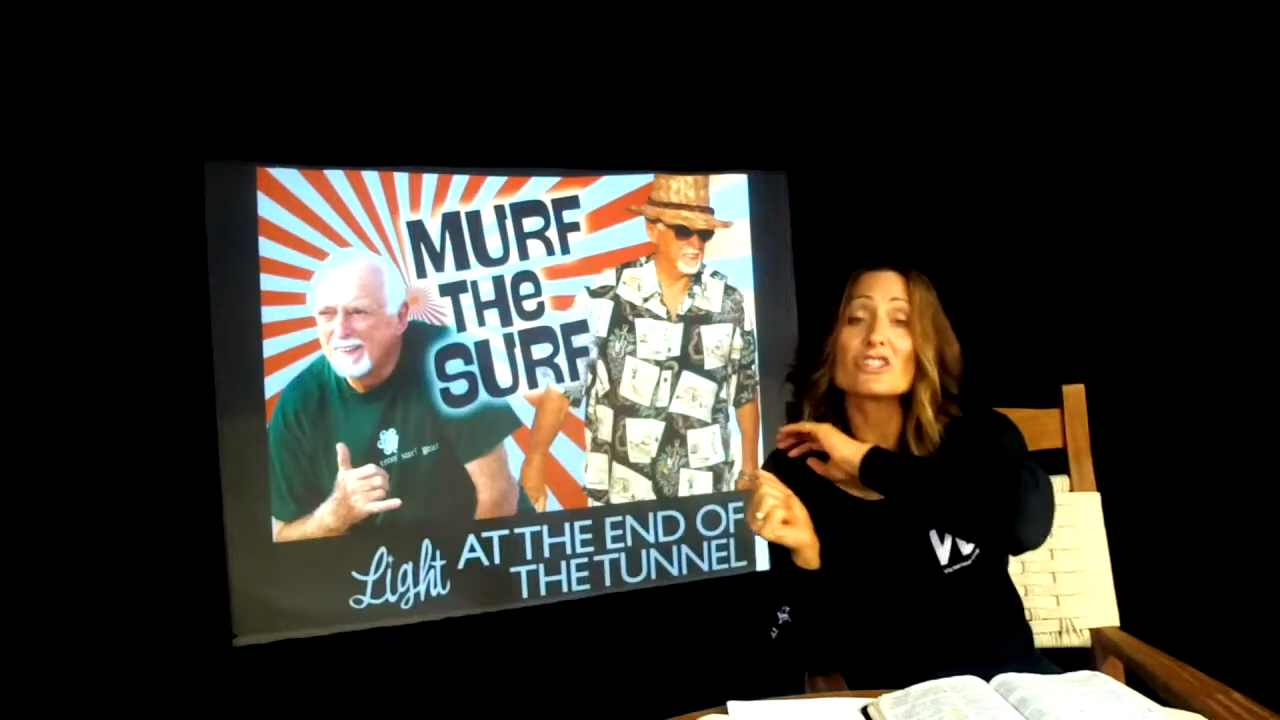 MURF
THE
SURF
Light AT THE END OF
THE TUNNEL